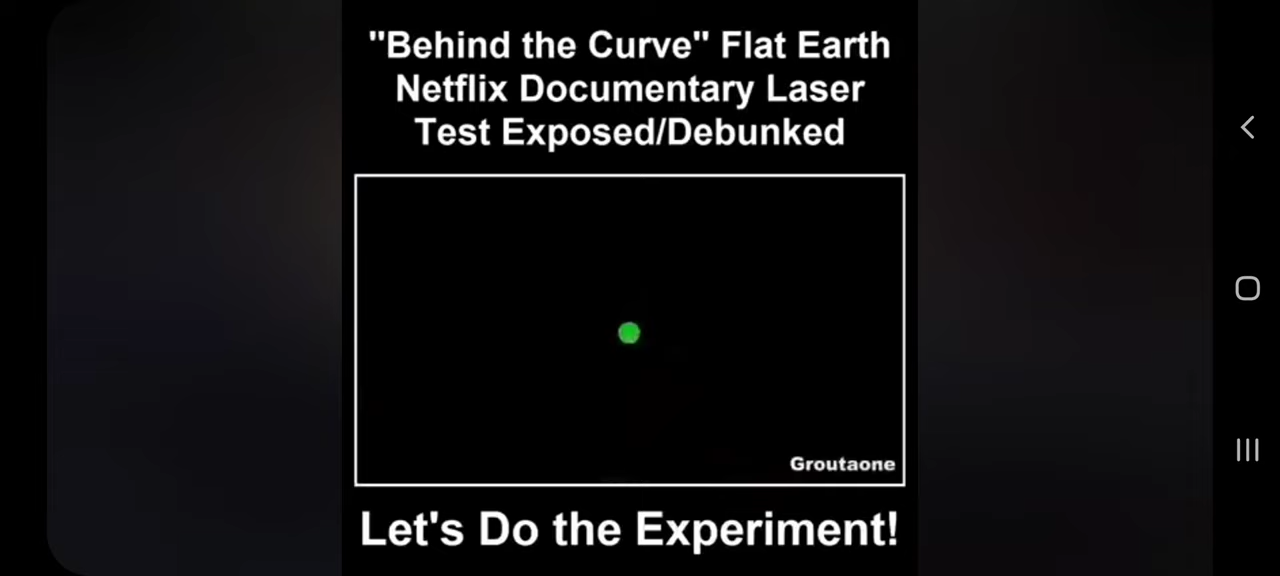 "Behind the Curve" Flat Earth
Netflix Documentary Laser
Test Exposed/Debunked
Groutaone
Let's Do the Experiment!